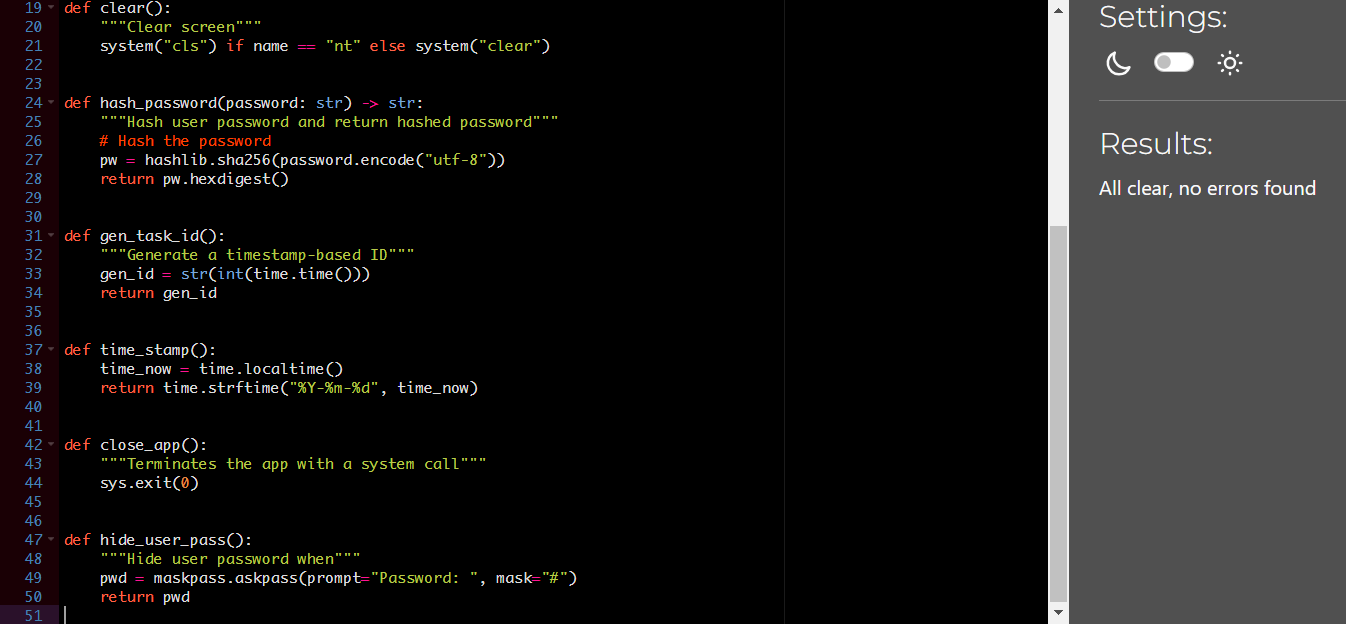 19 def clear():
20     """Clear screen"""
21     system("cls") if name == "nt" else system("clear")
22
23
24 def hash_password(password: str) -> str:
25     """Hash user password and return hashed password"""
26     # Hash the password
27     pw = hashlib.sha256(password.encode("utf-8"))
28     return pw.hexdigest()
29
30
31 def gen_task_id():
32     """Generate a timestamp-based ID"""
33     gen_id = str(int(time.time()))
34     return gen_id
35
36
37 def time_stamp():
38     time_now = time.localtime()
39     return time.strftime("%Y-%m-%d", time_now)
40
41
42 def close_app():
43     """Terminates the app with a system call"""
44     sys.exit(0)
45
46
47 def hide_user_pass():
48     """Hide user password when"""
49     pwd = maskpass.askpass(prompt="Password: ", mask="#")
50     return pwd
51
Settings:
Results:
All clear, no errors found